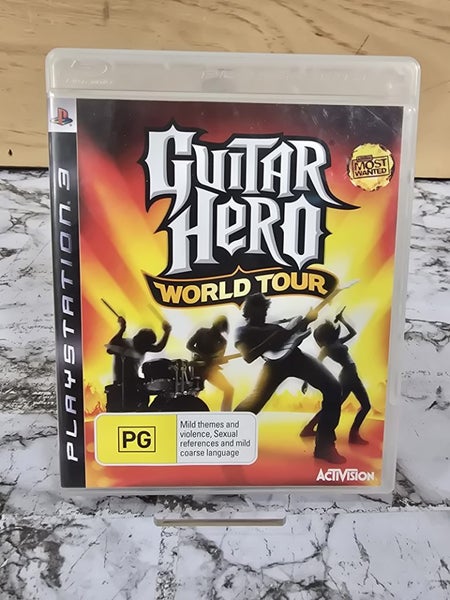 GUITAR
HERO
WORLD TOUR
MOST
WANTED
PLAYSTATION 3
PG
Mild themes and
violence, Sexual
references and mild
coarse language
ACTIVISION